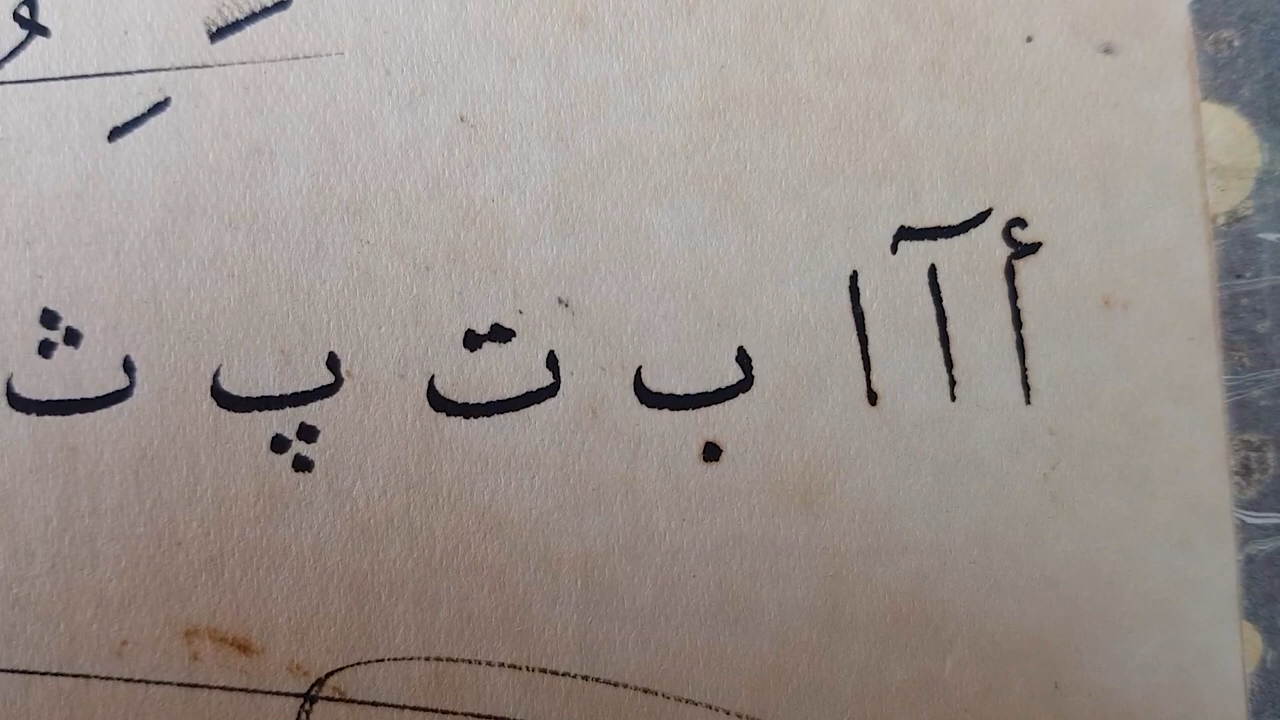 أ آ ا ب ت پ ث